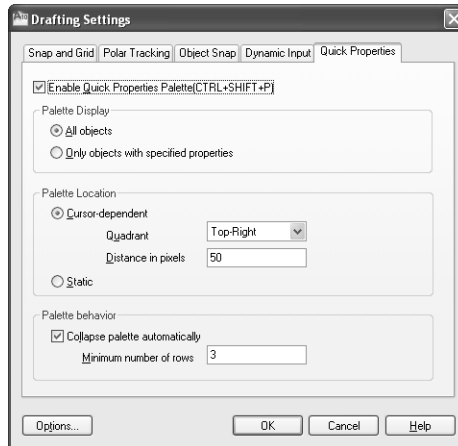 Drafting Settings
Snap and Grid Polar Tracking Object Snap Dynamic Input Quick Properties
Enable Quick Properties Palette(CTRL+SHIFT+P)
Palette Display
All objects
Only objects with specified properties
Palette Location
Cursor-dependent
Quadrant Top-Right
Distance in pixels 50
Static
Palette behavior
Collapse palette automatically
Minimum number of rows 3
Options... OK Cancel Help